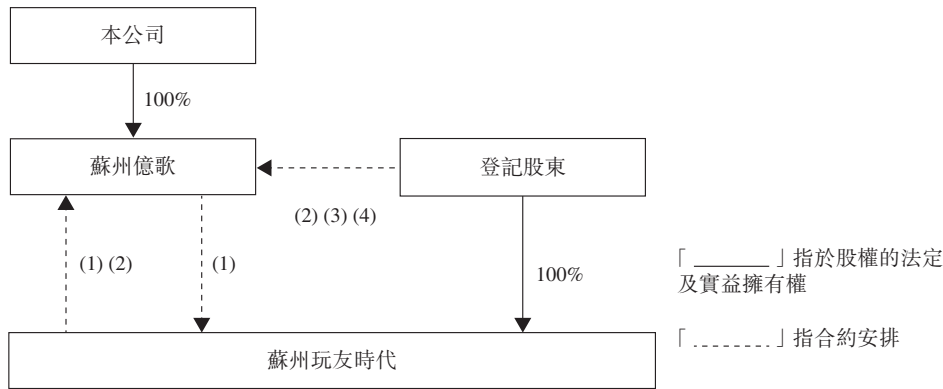 本公司
100%
蘇州億歌
登記股東
(2) (3) (4)
(1) (2)
(1)
100%
「 ________ 」指於股權的法定
及實益擁有權
「 -------- 」指合約安排
蘇州玩友時代